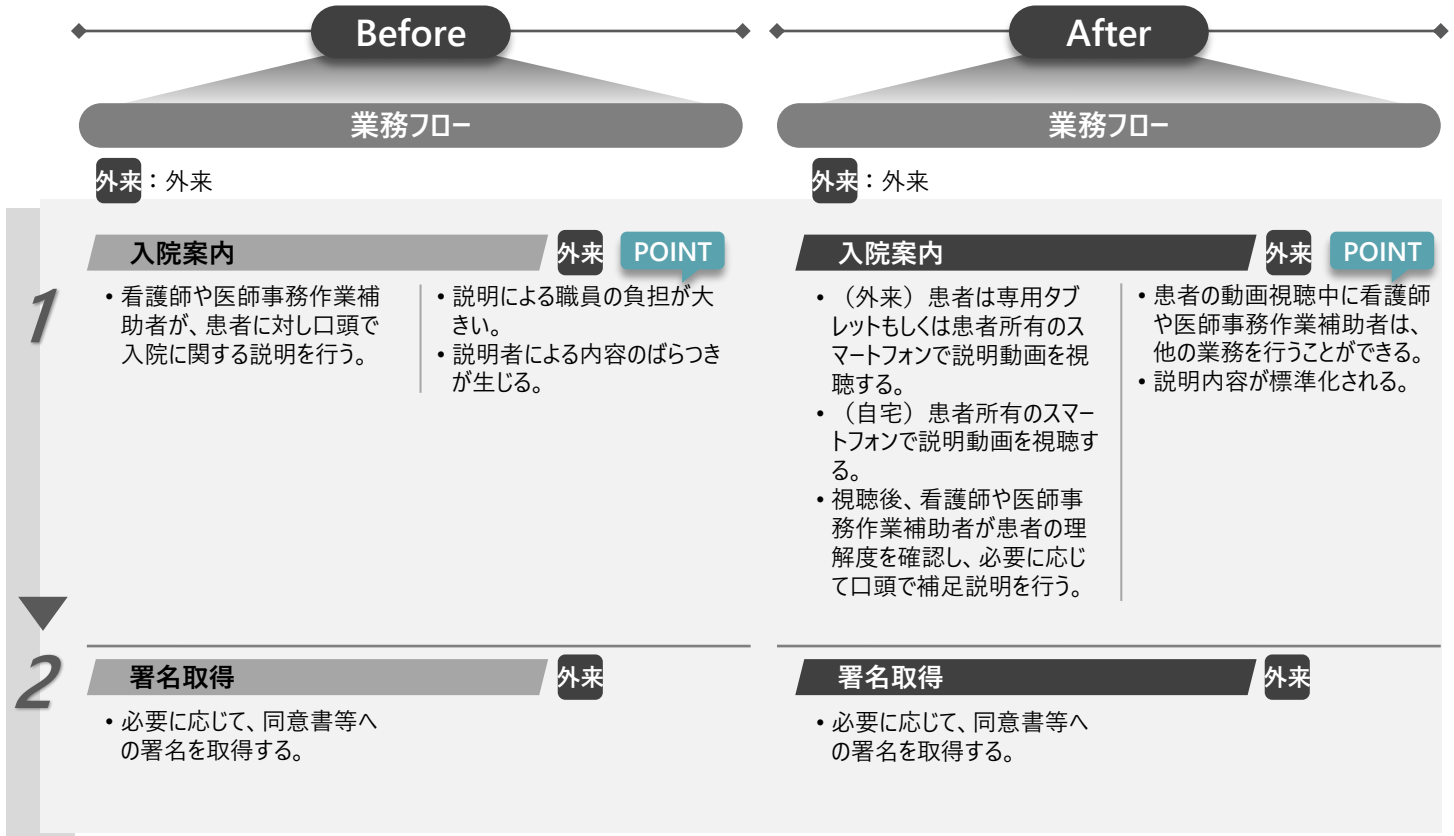 Before
業務フロー
外来：外来
1
入院案内
外来
POINT
• 看護師や医師事務作業補
助者が、患者に対し口頭で
入院に関する説明を行う。
• 説明による職員の負担が大
きい。
• 説明者による内容のばらつき
が生じる。
2
署名取得
外来
• 必要に応じて、同意書等へ
の署名を取得する。
After
業務フロー
外来：外来
入院案内
外来
POINT
• （外来）患者は専用タブ
レットもしくは患者所有のス
マートフォンで説明動画を視
聴する。
• （自宅）患者所有のスマー
トフォンで説明動画を視聴す
る。
• 視聴後、看護師や医師事
務作業補助者が患者の理
解度を確認し、必要に応じ
て口頭で補足説明を行う。
• 患者の動画視聴中に看護師
や医師事務作業補助者は、
他の業務を行うことができる。
• 説明内容が標準化される。
署名取得
外来
• 必要に応じて、同意書等へ
の署名を取得する。